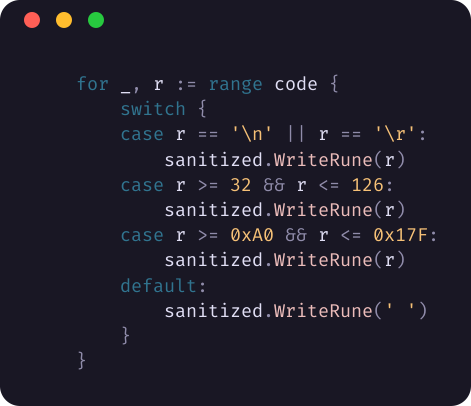 for _, r := range code {
    switch {
    case r == '\n' || r == '\r':
        sanitized.WriteRune(r)
    case r >= 32 && r <= 126:
        sanitized.WriteRune(r)
    case r >= 0xA0 && r <= 0x17F:
        sanitized.WriteRune(r)
    default:
        sanitized.WriteRune(' ')
    }
}